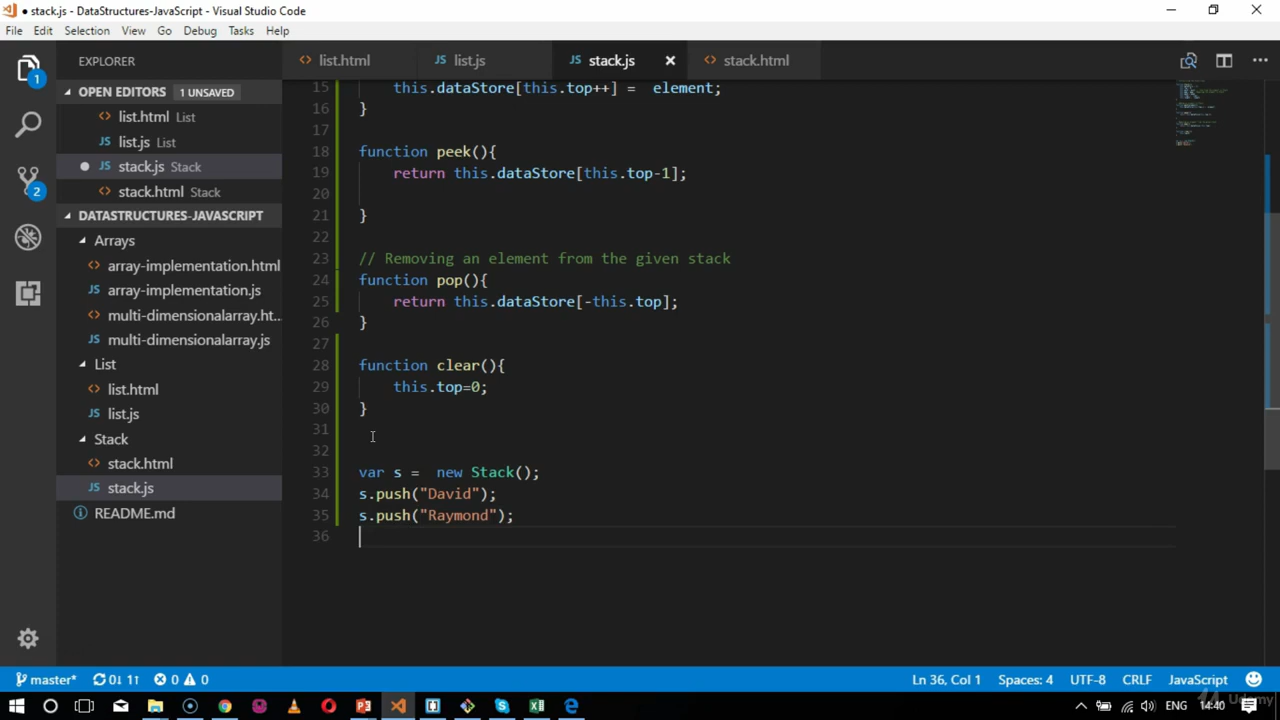 stack.js - DataStructures-JavaScript - Visual Studio Code
File Edit Selection View Go Debug Tasks Help
EXPLORER
list.html
list.js
stack.js
stack.html
OPEN EDITORS 1 UNSAVED
list.html List
list.js List
stack.js Stack
stack.html Stack
DATASTRUCTURES-JAVASCRIPT
Arrays
array-implementation.html
array-implementation.js
multi-dimensionalarray.ht...
multi-dimensionalarray.js
List
list.html
list.js
Stack
stack.html
stack.js
README.md
1
2
15 this.dataStore[this.top++] =  element;
16 }
17
18 function peek(){
19 return this.dataStore[this.top-1];
20
21 }
22
23 // Removing an element from the given stack
24 function pop(){
25 return this.dataStore[-this.top];
26 }
27
28 function clear(){
29 this.top=0;
30 }
31
32
33 var s =  new Stack();
34 s.push("David");
35 s.push("Raymond");
36
master* 0↓ 1↑ 0 0
Ln 36, Col 1 Spaces: 4 UTF-8 CRLF JavaScript
ENG 14:40
Udemy